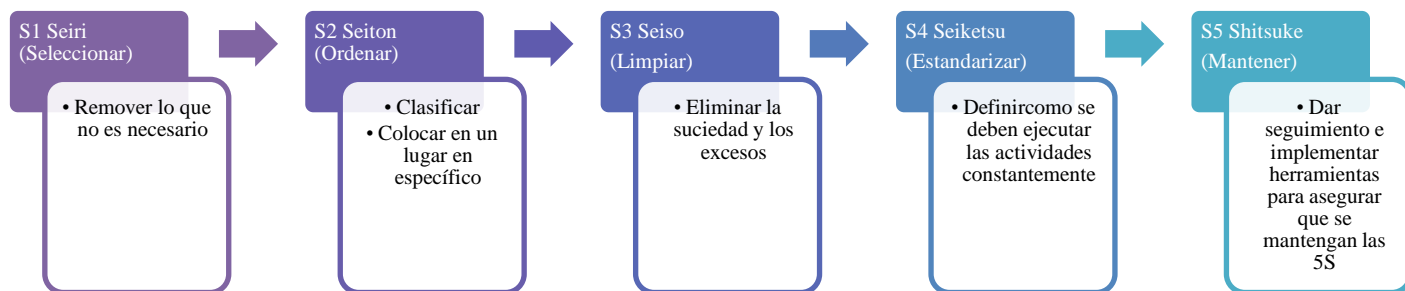 S1 Seiri
(Seleccionar)
• Remover lo que
no es necesario
S2 Seiton
(Ordenar)
• Clasificar
• Colocar en un
lugar en
específico
S3 Seiso
(Limpiar)
• Eliminar la
suciedad y los
excesos
S4 Seiketsu
(Estandarizar)
• Definircomo se
deben ejecutar
las actividades
constantemente
S5 Shitsuke
(Mantener)
• Dar
seguimiento e
implementar
herramientas
para asegurar
que se
mantengan las
5S